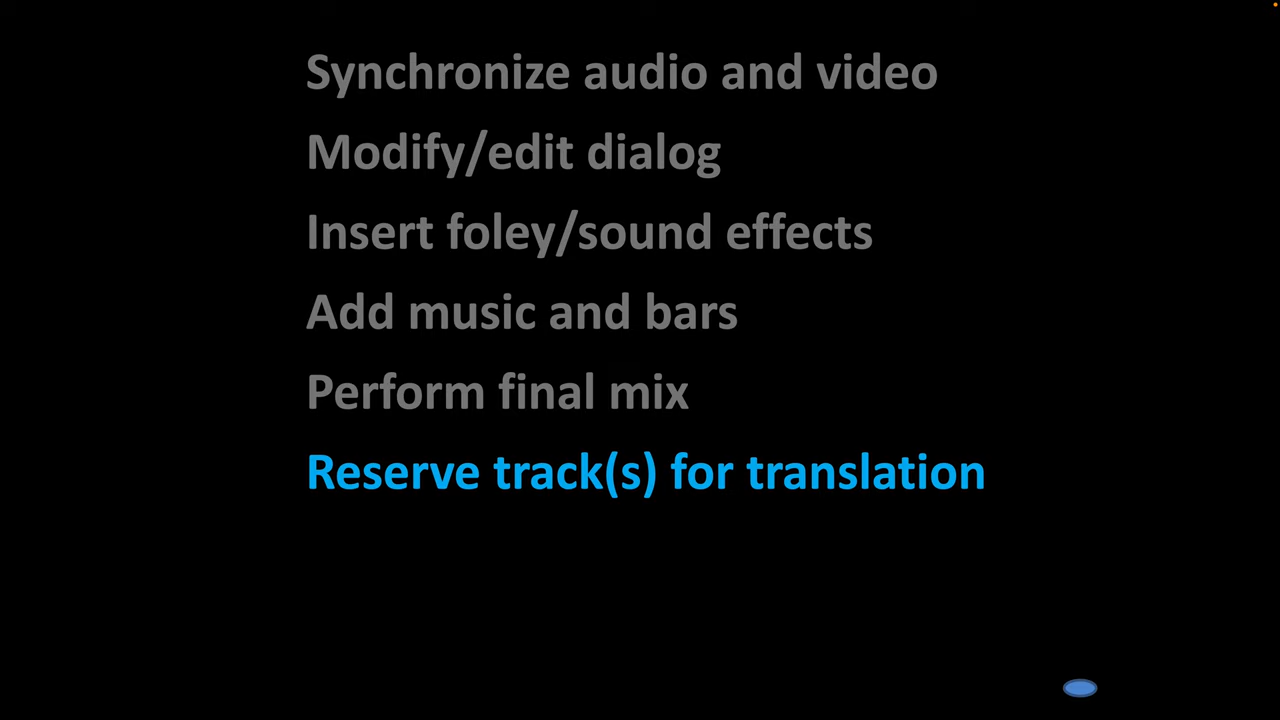 Synchronize audio and video
Modify/edit dialog
Insert foley/sound effects
Add music and bars
Perform final mix
Reserve track(s) for translation